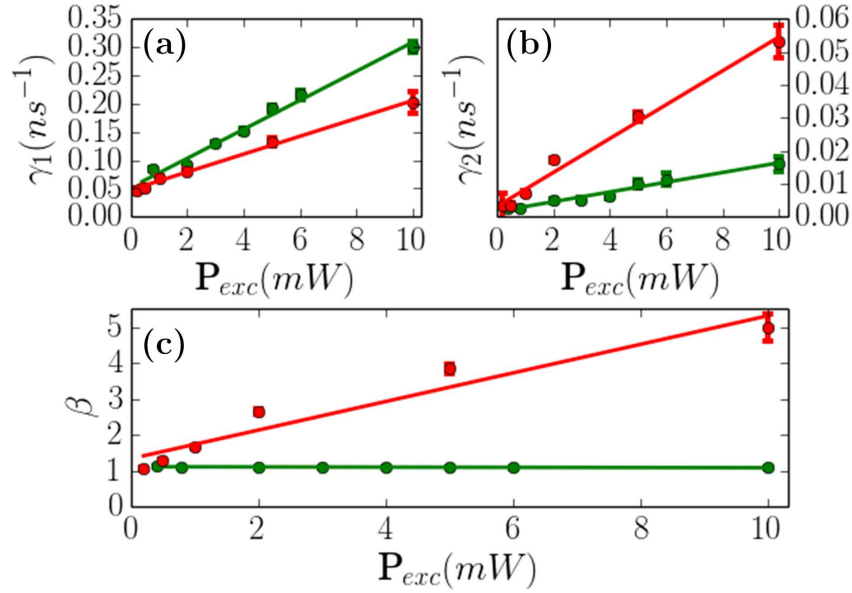 (a)
γ₁(ns⁻¹)
0.35
0.30
0.25
0.20
0.15
0.10
0.05
0.00
0 2 4 6 8 10
P_exc(mW)
(b)
γ₂(ns⁻¹)
0.06
0.05
0.04
0.03
0.02
0.01
0.00
0 2 4 6 8 10
P_exc(mW)
(c)
β
5
4
3
2
1
0
0 2 4 6 8 10
P_exc(mW)